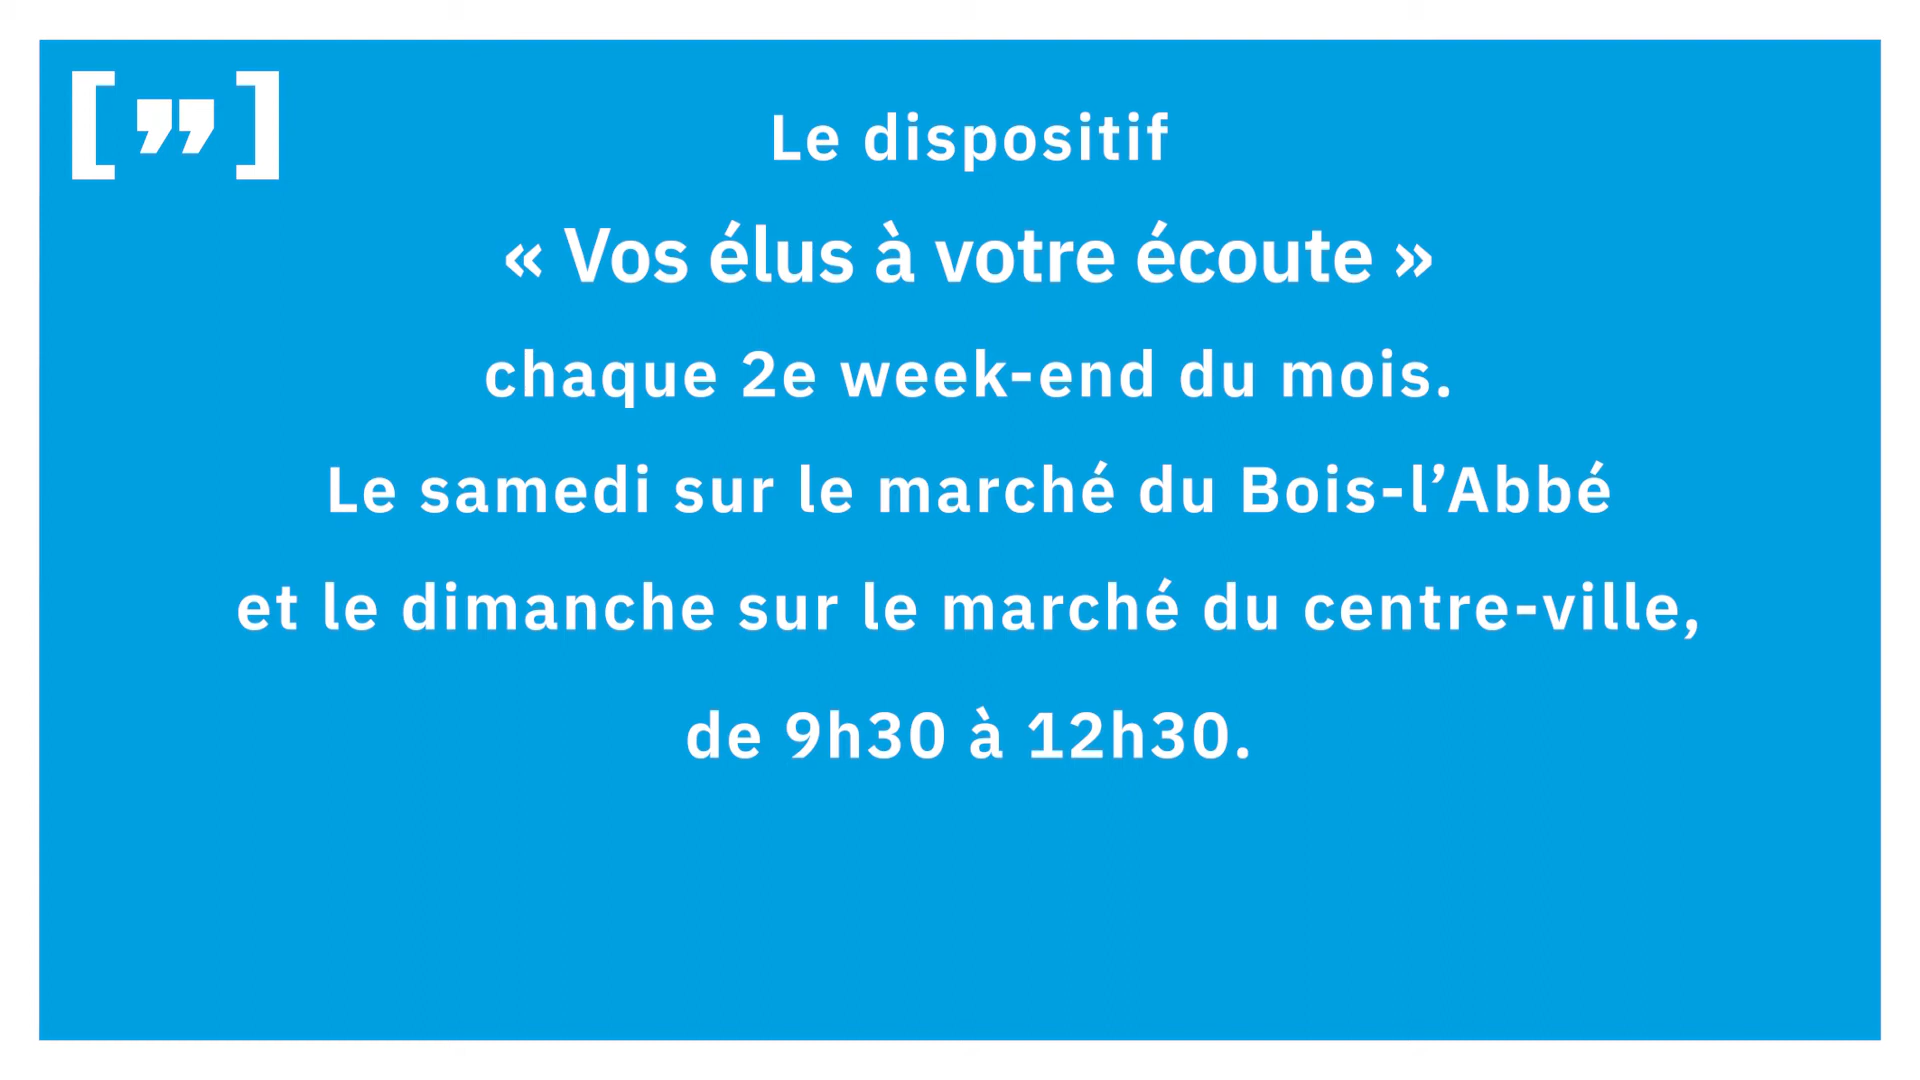 [ ” ]
Le dispositif
« Vos élus à votre écoute »
chaque 2e week-end du mois.
Le samedi sur le marché du Bois-l’Abbé
et le dimanche sur le marché du centre-ville,
de 9h30 à 12h30.